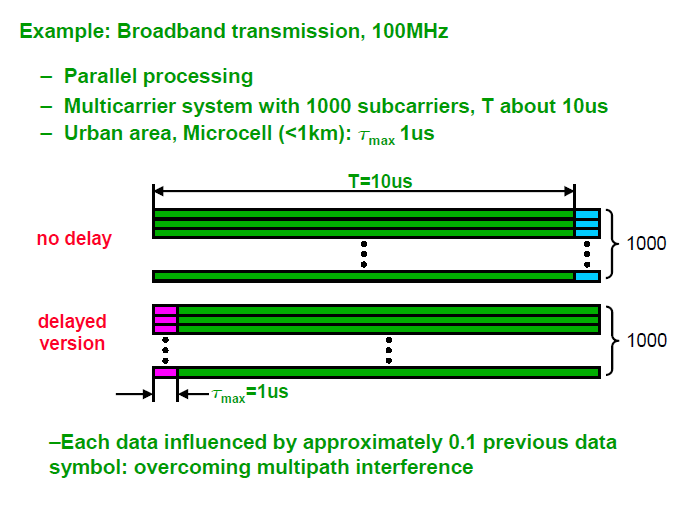 Example: Broadband transmission, 100MHz
– Parallel processing
– Multicarrier system with 1000 subcarriers, T about 10us
– Urban area, Microcell (<1km): τmax 1us
T=10us
no delay
1000
delayed
version
1000
τmax=1us
–Each data influenced by approximately 0.1 previous data
symbol: overcoming multipath interference